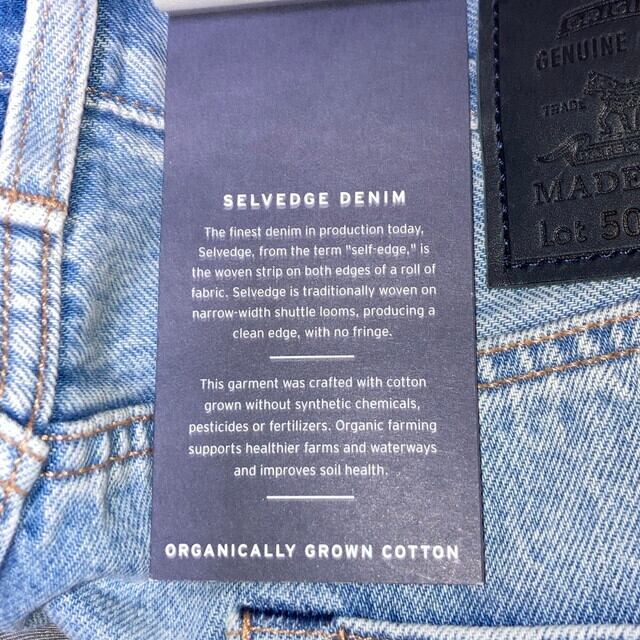 SELVEDGE DENIM
The finest denim in production today,
Selvedge, from the term "self-edge," is
the woven strip on both edges of a roll of
fabric. Selvedge is traditionally woven on
narrow-width shuttle looms, producing a
clean edge, with no fringe.
This garment was crafted with cotton
grown without synthetic chemicals,
pesticides or fertilizers. Organic farming
supports healthier farms and waterways
and improves soil health.
ORGANICALLY GROWN COTTON
GENUINE
TRADE
MADE
Lot 50